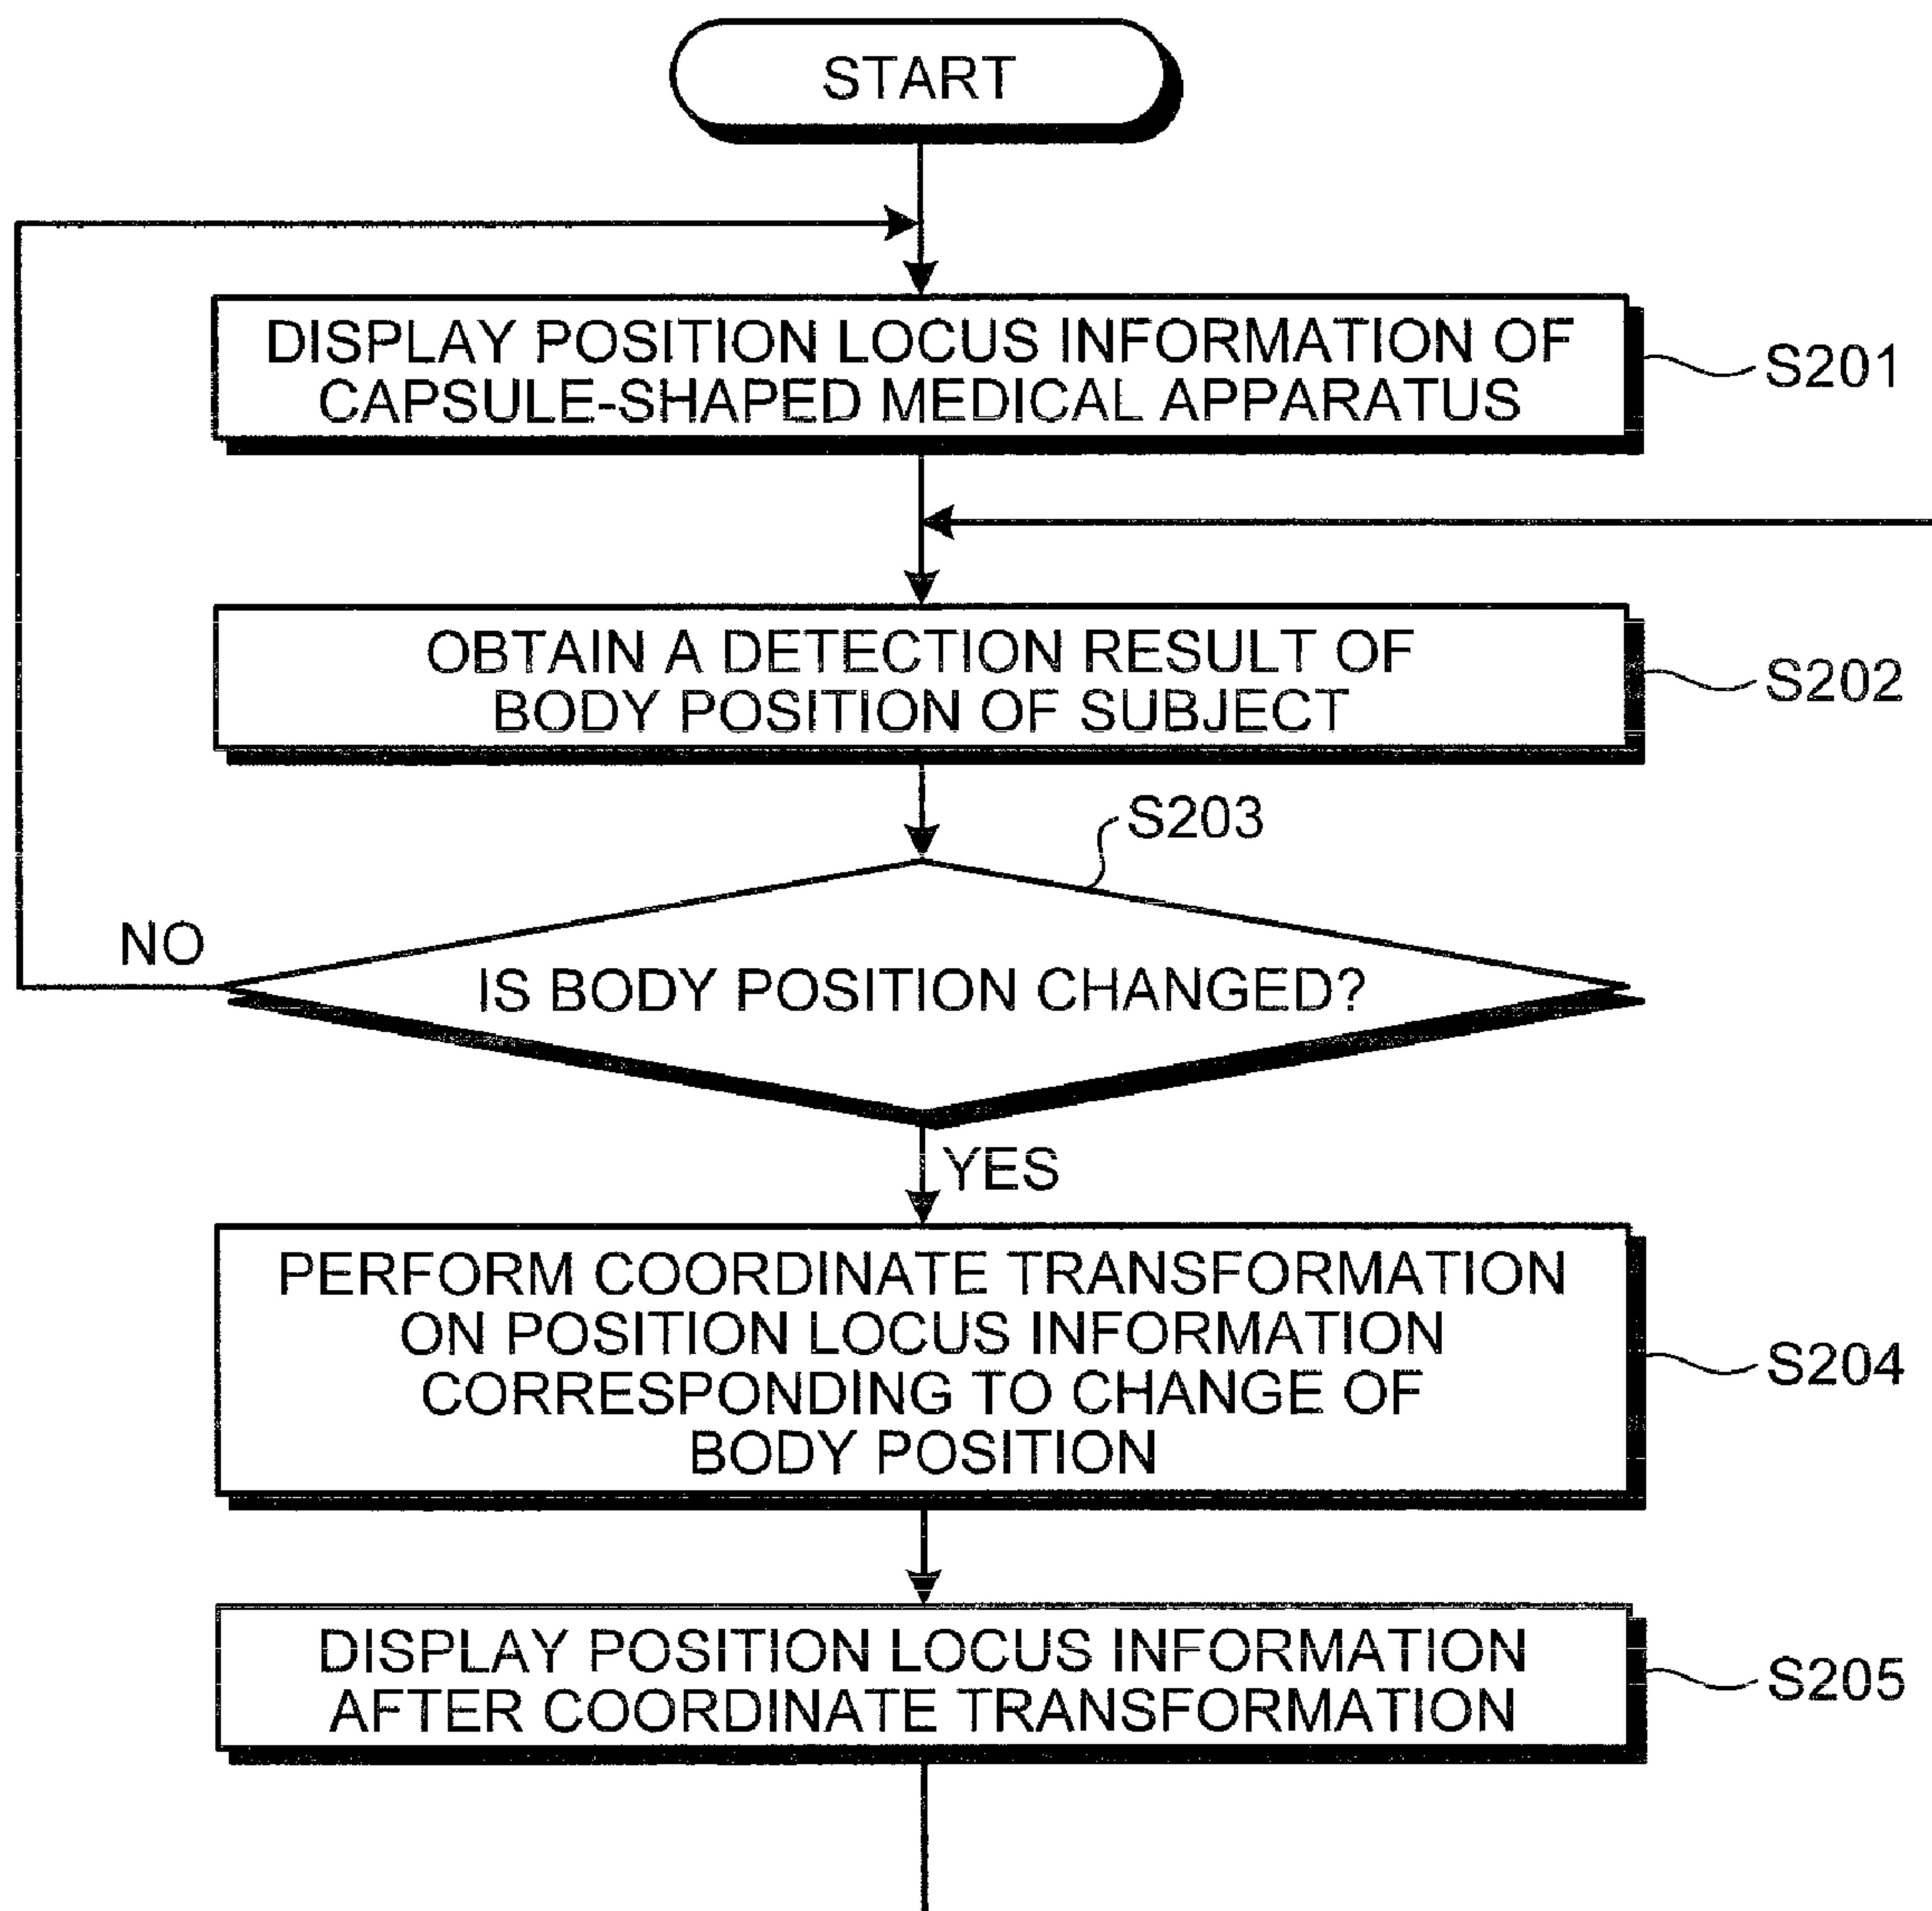 START
DISPLAY POSITION LOCUS INFORMATION OF
CAPSULE-SHAPED MEDICAL APPARATUS
S201
OBTAIN A DETECTION RESULT OF
BODY POSITION OF SUBJECT
S202
S203
NO
IS BODY POSITION CHANGED?
YES
PERFORM COORDINATE TRANSFORMATION
ON POSITION LOCUS INFORMATION
CORRESPONDING TO CHANGE OF
BODY POSITION
S204
DISPLAY POSITION LOCUS INFORMATION
AFTER COORDINATE TRANSFORMATION
S205